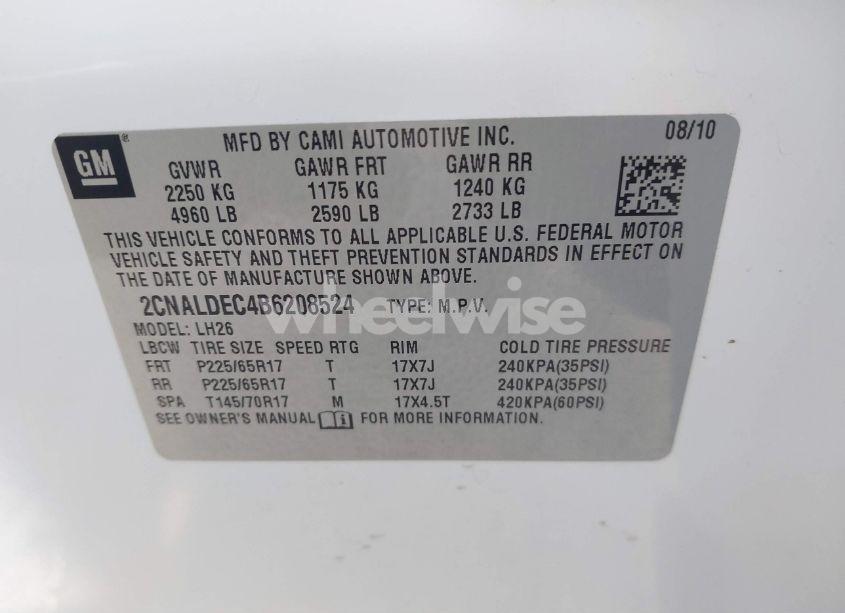 GM ®
MFD BY CAMI AUTOMOTIVE INC. 08/10
GVWR GAWR FRT GAWR RR
2250 KG 1175 KG 1240 KG
4960 LB 2590 LB 2733 LB
THIS VEHICLE CONFORMS TO ALL APPLICABLE U.S. FEDERAL MOTOR
VEHICLE SAFETY AND THEFT PREVENTION STANDARDS IN EFFECT ON
THE DATE OF MANUFACTURE SHOWN ABOVE.
2CNALDEC4B6208524 TYPE: M.P.V.
wheelwise
MODEL: LH26
LBCW TIRE SIZE SPEED RTG RIM COLD TIRE PRESSURE
FRT P225/65R17 T 17X7J 240KPA(35PSI)
RR P225/65R17 T 17X7J 240KPA(35PSI)
SPA T145/70R17 M 17X4.5T 420KPA(60PSI)
SEE OWNER'S MANUAL i FOR MORE INFORMATION.